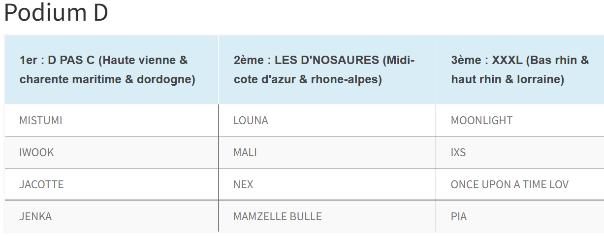 Podium D
1er : D PAS C (Haute vienne &
charente maritime & dordogne)
2ème : LES D'NOSAURES (Midi-
cote d'azur & rhone-alpes)
3ème : XXXL (Bas rhin &
haut rhin & lorraine)
MISTUMI
LOUNA
MOONLIGHT
IWOOK
MALI
IXS
JACOTTE
NEX
ONCE UPON A TIME LOV
JENKA
MAMZELLE BULLE
PIA